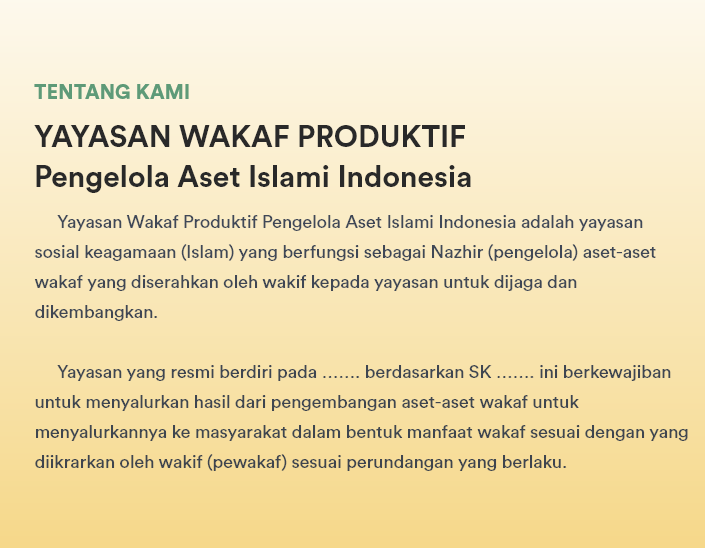 TENTANG KAMI
YAYASAN WAKAF PRODUKTIF
Pengelola Aset Islami Indonesia
Yayasan Wakaf Produktif Pengelola Aset Islami Indonesia adalah yayasan
sosial keagamaan (Islam) yang berfungsi sebagai Nazhir (pengelola) aset-aset
wakaf yang diserahkan oleh wakif kepada yayasan untuk dijaga dan
dikembangkan.
Yayasan yang resmi berdiri pada ....... berdasarkan SK ....... ini berkewajiban
untuk menyalurkan hasil dari pengembangan aset-aset wakaf untuk
menyalurkannya ke masyarakat dalam bentuk manfaat wakaf sesuai dengan yang
diikrarkan oleh wakif (pewakaf) sesuai perundangan yang berlaku.